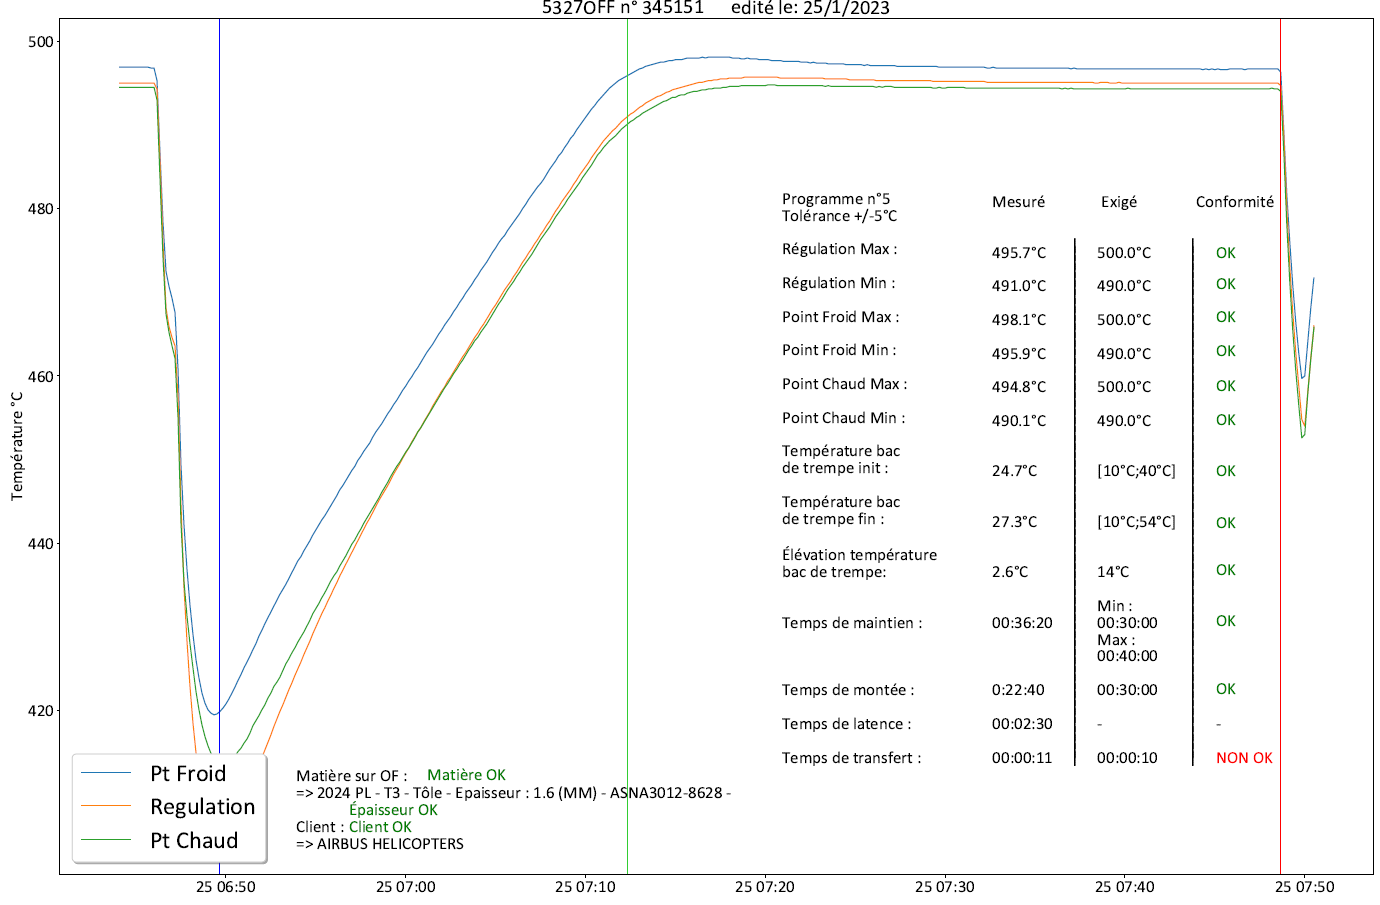 5327OFF n° 345151 edité le: 25/1/2023
500
480
460
440
420
Température °C
Programme n°5
Tolérance +/-5°C
Mesuré Exigé Conformité
Régulation Max : 495.7°C 500.0°C OK
Régulation Min : 491.0°C 490.0°C OK
Point Froid Max : 498.1°C 500.0°C OK
Point Froid Min : 495.9°C 490.0°C OK
Point Chaud Max : 494.8°C 500.0°C OK
Point Chaud Min : 490.1°C 490.0°C OK
Température bac
de trempe init : 24.7°C [10°C;40°C] OK
Température bac
de trempe fin : 27.3°C [10°C;54°C] OK
Élévation température
bac de trempe: 2.6°C 14°C OK
Min :
Temps de maintien : 00:36:20 00:30:00 OK
Max :
00:40:00
Temps de montée : 0:22:40 00:30:00 OK
Temps de latence : 00:02:30 - -
Temps de transfert : 00:00:11 00:00:10 NON OK
Pt Froid
Regulation
Pt Chaud
Matière sur OF : Matière OK
=> 2024 PL - T3 - Tôle - Epaisseur : 1.6 (MM) - ASNA3012-8628 -
Épaisseur OK
Client : Client OK
=> AIRBUS HELICOPTERS
25 06:50 25 07:00 25 07:10 25 07:20 25 07:30 25 07:40 25 07:50